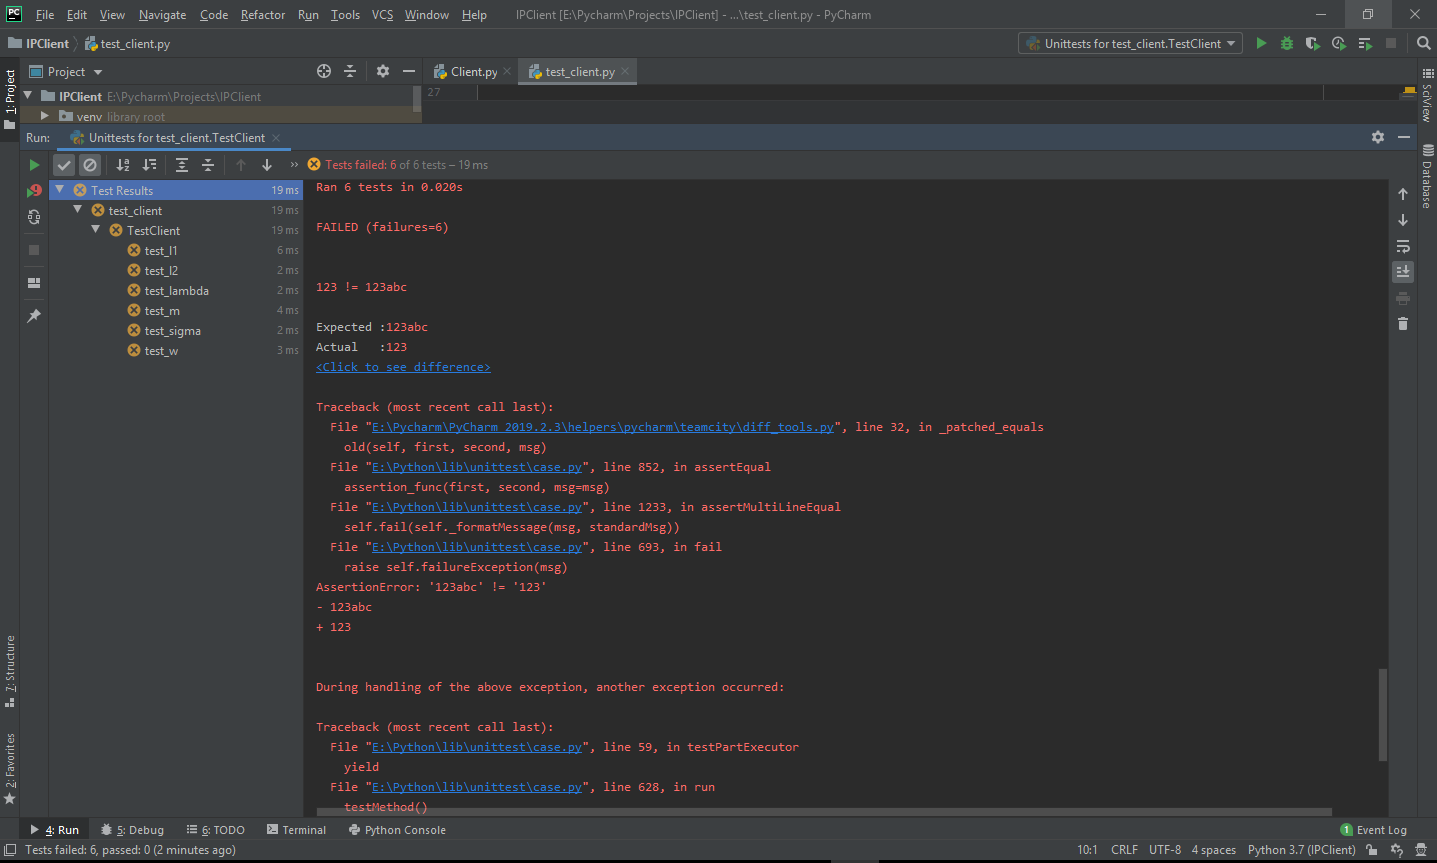 PC File Edit View Navigate Code Refactor Run Tools VCS Window Help IPClient [E:\Pycharm\Projects\IPClient] - ...\test_client.py - PyCharm
IPClient test_client.py Unittests for test_client.TestClient
1: Project
Project
Client.py
test_client.py
27
IPClient E:\Pycharm\Projects\IPClient
venv library root
SciView
Database
Run: Unittests for test_client.TestClient
» Tests failed: 6 of 6 tests – 19 ms
Test Results 19 ms
test_client 19 ms
TestClient 19 ms
test_l1 6 ms
test_l2 2 ms
test_lambda 2 ms
test_m 4 ms
test_sigma 2 ms
test_w 3 ms
Ran 6 tests in 0.020s
FAILED (failures=6)
123 != 123abc
Expected :123abc
Actual :123
<Click to see difference>
Traceback (most recent call last):
File "E:\Pycharm\PyCharm 2019.2.3\helpers\pycharm\teamcity\diff_tools.py", line 32, in _patched_equals
old(self, first, second, msg)
File "E:\Python\lib\unittest\case.py", line 852, in assertEqual
assertion_func(first, second, msg=msg)
File "E:\Python\lib\unittest\case.py", line 1233, in assertMultiLineEqual
self.fail(self._formatMessage(msg, standardMsg))
File "E:\Python\lib\unittest\case.py", line 693, in fail
raise self.failureException(msg)
AssertionError: '123abc' != '123'
- 123abc
+ 123
During handling of the above exception, another exception occurred:
Traceback (most recent call last):
File "E:\Python\lib\unittest\case.py", line 59, in testPartExecutor
yield
File "E:\Python\lib\unittest\case.py", line 628, in run
testMethod()
7: Structure
2: Favorites
4: Run 5: Debug 6: TODO Terminal Python Console 1 Event Log
Tests failed: 6, passed: 0 (2 minutes ago) 10:1 CRLF UTF-8 4 spaces Python 3.7 (IPClient)